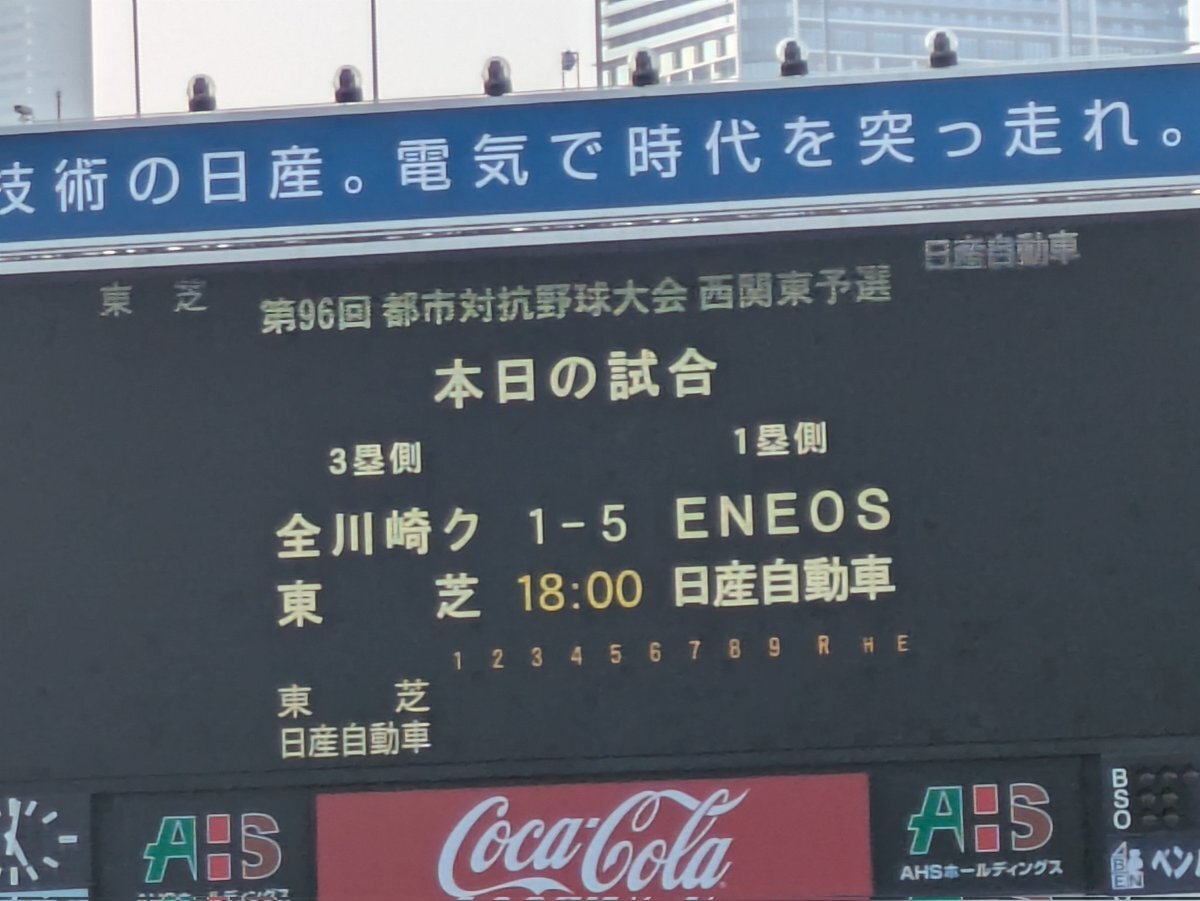 技術の日産。電気で時代を突っ走れ。
東 芝
日産自動車
第96回 都市対抗野球大会 西関東予選
本日の試合
3塁側 1塁側
全川崎ク 1-5 ENEOS
東 芝 18:00 日産自動車
1 2 3 4 5 6 7 8 9 R H E
東 芝
日産自動車
AHS
Coca-Cola
AHS
AHSホールディングス
B
S
O